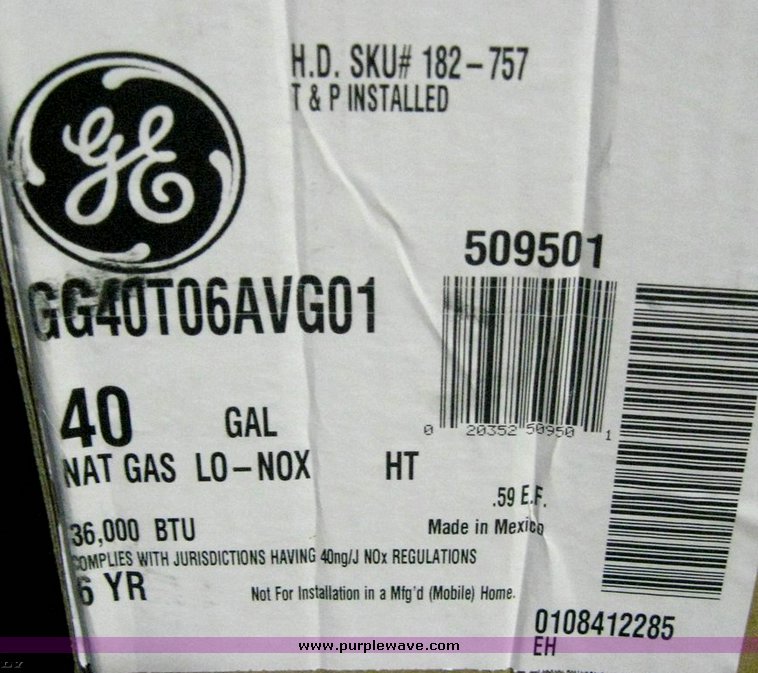 GE
H.D. SKU# 182-757
T & P INSTALLED
509501
GG40T06AVG01
0 20352 50950 1
40 GAL
NAT GAS LO-NOX HT
.59 E.F.
36,000 BTU Made in Mexico
COMPLIES WITH JURISDICTIONS HAVING 40ng/J NOx REGULATIONS
6 YR Not For Installation in a Mfg'd (Mobile) Home.
0108412285
EH
www.purplewave.com